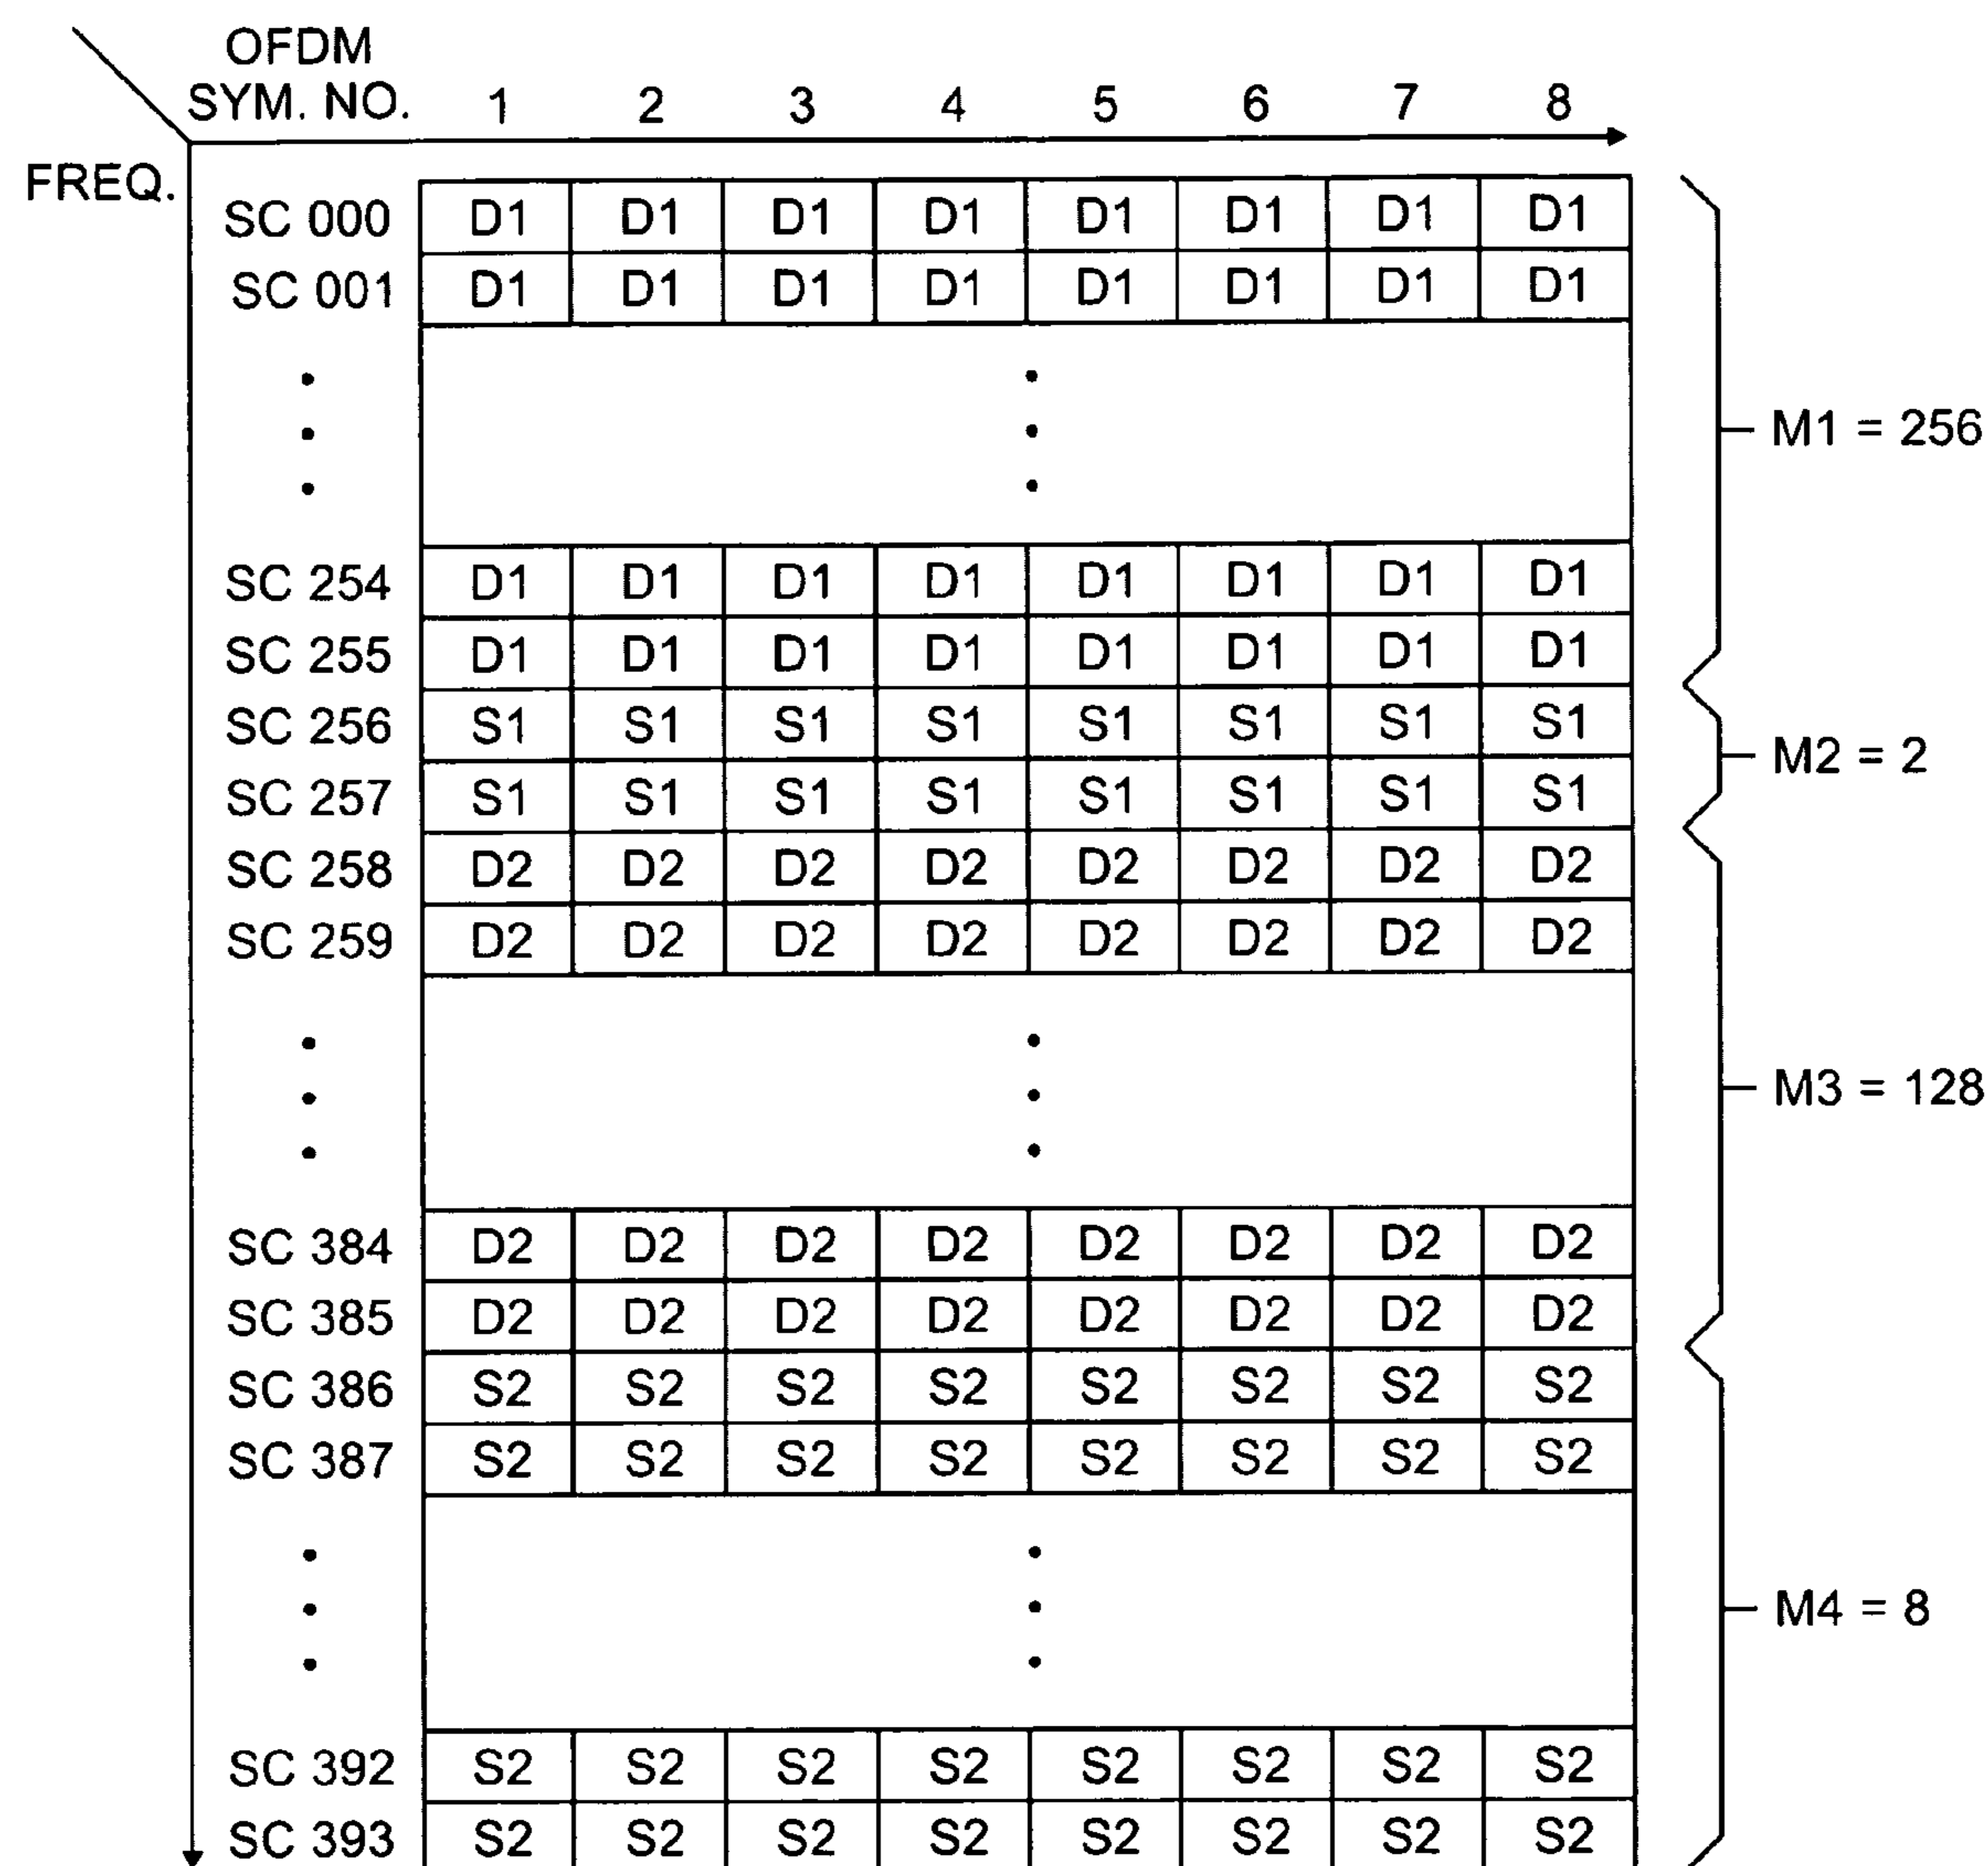 OFDM
SYM. NO. 1 2 3 4 5 6 7 8
FREQ.
SC 000 D1 D1 D1 D1 D1 D1 D1 D1
SC 001 D1 D1 D1 D1 D1 D1 D1 D1
M1 = 256
SC 254 D1 D1 D1 D1 D1 D1 D1 D1
SC 255 D1 D1 D1 D1 D1 D1 D1 D1
SC 256 S1 S1 S1 S1 S1 S1 S1 S1
M2 = 2
SC 257 S1 S1 S1 S1 S1 S1 S1 S1
SC 258 D2 D2 D2 D2 D2 D2 D2 D2
SC 259 D2 D2 D2 D2 D2 D2 D2 D2
M3 = 128
SC 384 D2 D2 D2 D2 D2 D2 D2 D2
SC 385 D2 D2 D2 D2 D2 D2 D2 D2
SC 386 S2 S2 S2 S2 S2 S2 S2 S2
SC 387 S2 S2 S2 S2 S2 S2 S2 S2
M4 = 8
SC 392 S2 S2 S2 S2 S2 S2 S2 S2
SC 393 S2 S2 S2 S2 S2 S2 S2 S2